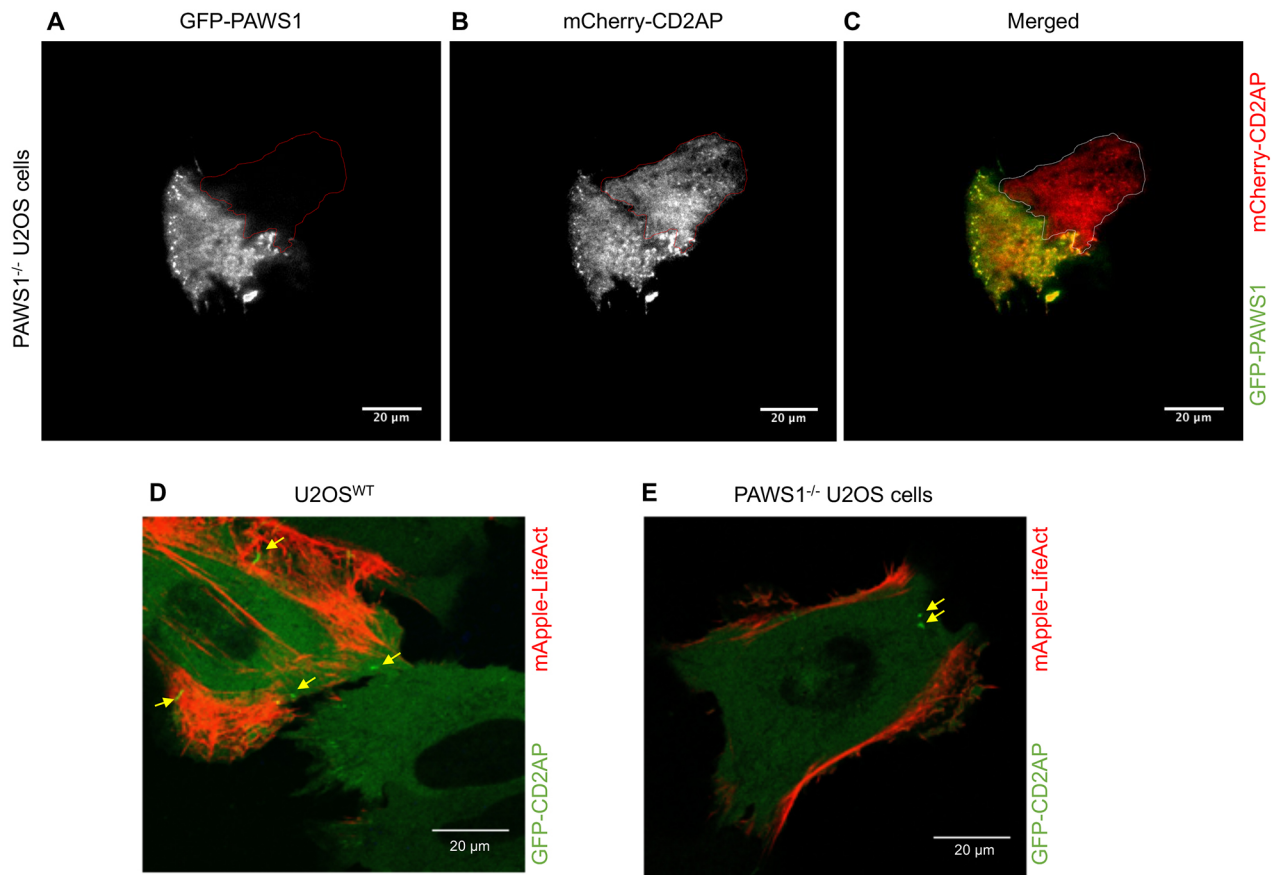 A GFP-PAWS1
B mCherry-CD2AP
C Merged
PAWS1-/- U2OS cells
20 µm
20 µm
20 µm
mCherry-CD2AP
GFP-PAWS1
D U2OSWT
E PAWS1-/- U2OS cells
mApple-LifeAct
GFP-CD2AP
20 µm
mApple-LifeAct
GFP-CD2AP
20 µm